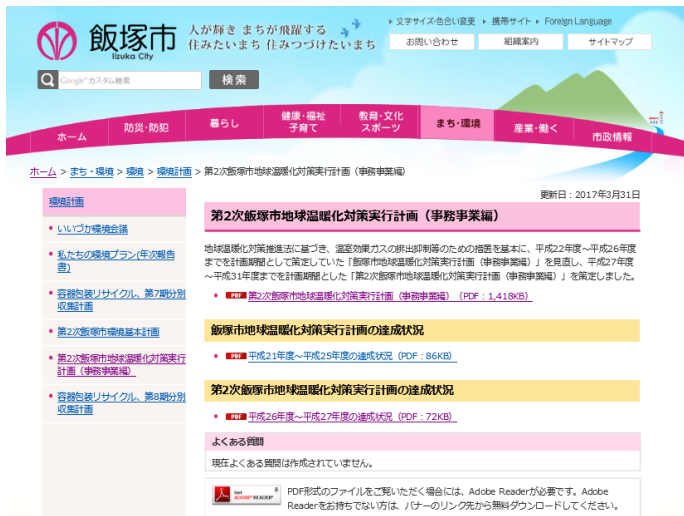 飯塚市
Iizuka City
人が輝き まちが飛躍する
住みたいまち 住みつづけたいまち
文字サイズ・色合い変更 携帯サイト Foreign Language
お問い合わせ 組織案内 サイトマップ
Google カスタム検索 検索
ホーム
防災・防犯
暮らし
健康・福祉
子育て
教育・文化
スポーツ
まち・環境
産業・働く
市政情報
ホーム > まち・環境 > 環境 > 環境計画 > 第2次飯塚市地球温暖化対策実行計画（事務事業編）
環境計画
いいづか環境会議
私たちの環境プラン(年次報告
書)
容器包装リサイクル、第7期分別
収集計画
第2次飯塚市環境基本計画
第2次飯塚市地球温暖化対策実行
計画（事務事業編）
容器包装リサイクル、第8期分別
収集計画
更新日：2017年3月31日
第2次飯塚市地球温暖化対策実行計画（事務事業編）
地球温暖化対策推進法に基づき、温室効果ガスの排出抑制等のための措置を基本に、平成22年度～平成26年度
までを計画期間として策定していた「飯塚市地球温暖化対策実行計画（事務事業編）」を見直し、平成27年度
～平成31年度までを計画期間とした「第2次飯塚市地球温暖化対策実行計画（事務事業編）」を策定しました。
PDF 第2次飯塚市地球温暖化対策実行計画（事務事業編）（PDF：1,418KB）
飯塚市地球温暖化対策実行計画の達成状況
PDF 平成21年度～平成25年度の達成状況（PDF：86KB）
第2次飯塚市地球温暖化対策実行計画の達成状況
PDF 平成26年度～平成27年度の達成状況（PDF：72KB）
よくある質問
現在よくある質問は作成されていません。
Get
ADOBE® READER®
PDF形式のファイルをご覧いただく場合には、Adobe Readerが必要です。Adobe
Readerをお持ちでない方は、バナーのリンク先から無料ダウンロードしてください。